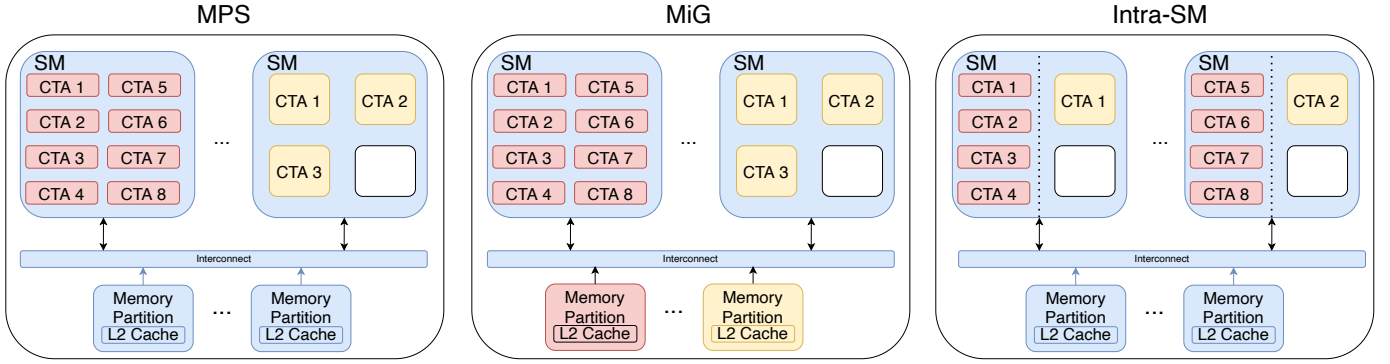 MPS
SM
CTA 1
CTA 5
CTA 2
CTA 6
CTA 3
CTA 7
CTA 4
CTA 8
...
SM
CTA 1
CTA 2
CTA 3
Interconnect
Memory
Partition
L2 Cache
...
Memory
Partition
L2 Cache
MiG
SM
CTA 1
CTA 5
CTA 2
CTA 6
CTA 3
CTA 7
CTA 4
CTA 8
...
SM
CTA 1
CTA 2
CTA 3
Interconnect
Memory
Partition
L2 Cache
...
Memory
Partition
L2 Cache
Intra-SM
SM
CTA 1
CTA 2
CTA 3
CTA 4
CTA 1
...
SM
CTA 5
CTA 6
CTA 7
CTA 8
CTA 2
Interconnect
Memory
Partition
L2 Cache
...
Memory
Partition
L2 Cache